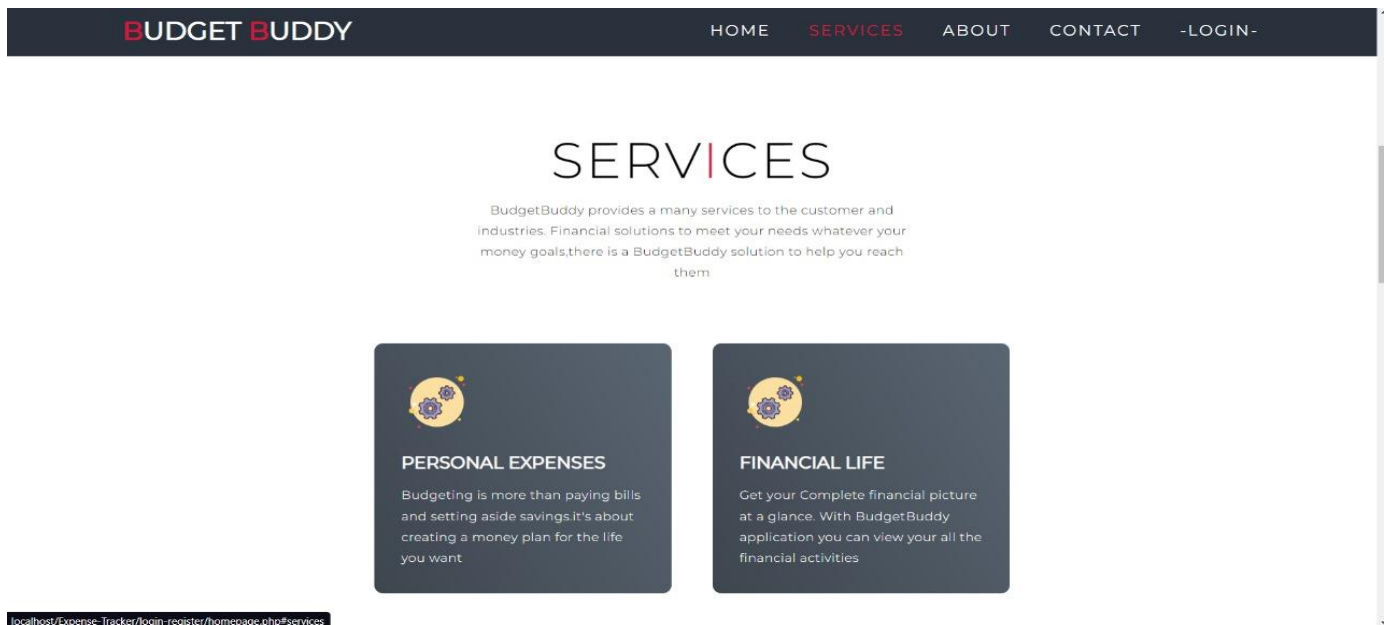 BUDGET BUDDY
HOME SERVICES ABOUT CONTACT -LOGIN-
SERVICES
BudgetBuddy provides a many services to the customer and
industries. Financial solutions to meet your needs whatever your
money goals,there is a BudgetBuddy solution to help you reach
them
PERSONAL EXPENSES
Budgeting is more than paying bills
and setting aside savings.it's about
creating a money plan for the life
you want
FINANCIAL LIFE
Get your Complete financial picture
at a glance. With BudgetBuddy
application you can view your all the
financial activities
localhost/Expense-Tracker/login-register/homepage.php#services